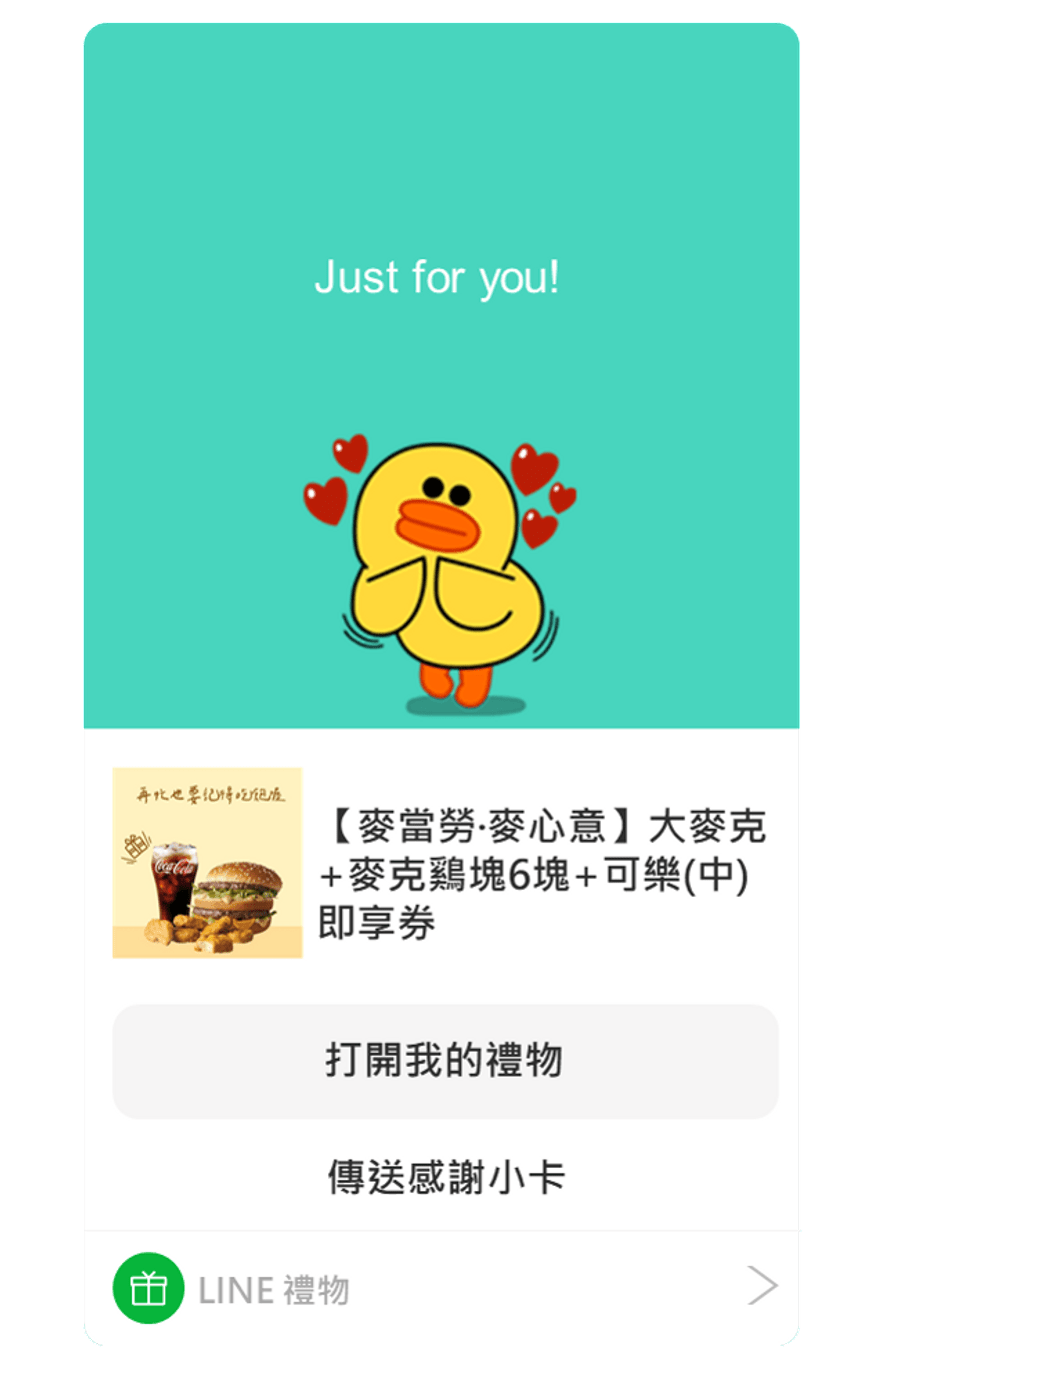 Just for you!
再忙也要記得吃飽飽
Coca-Cola
【麥當勞·麥心意】大麥克
+麥克鷄塊6塊+可樂(中)
即享券
打開我的禮物
傳送感謝小卡
LINE 禮物